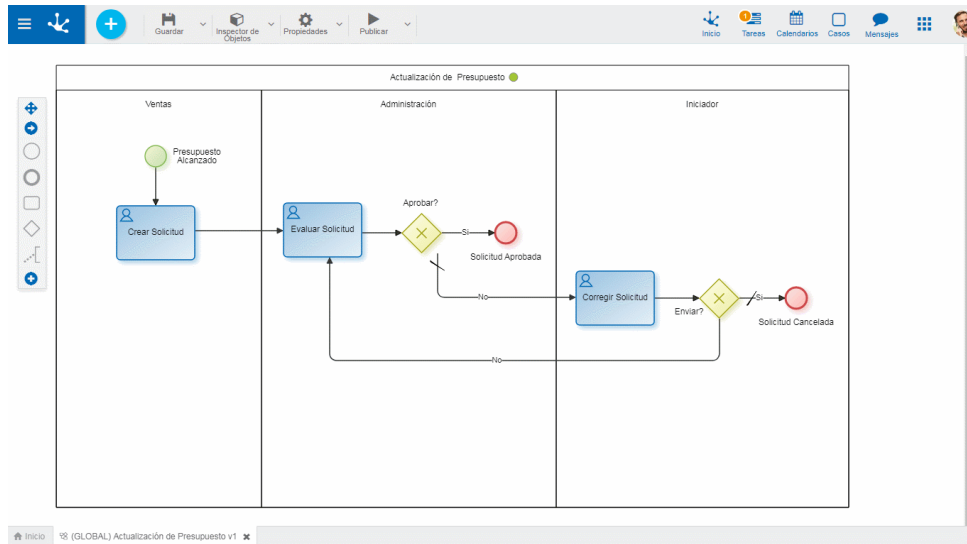 Guardar
Inspector de
Objetos
Propiedades
Publicar
Inicio
1
Tareas
Calendarios
Casos
Mensajes
Actualización de Presupuesto
Ventas
Administración
Iniciador
Presupuesto
Alcanzado
Crear Solicitud
Evaluar Solicitud
Aprobar?
Si
Solicitud Aprobada
No
Corregir Solicitud
Enviar?
Si
Solicitud Cancelada
No
Inicio
(GLOBAL) Actualización de Presupuesto v1